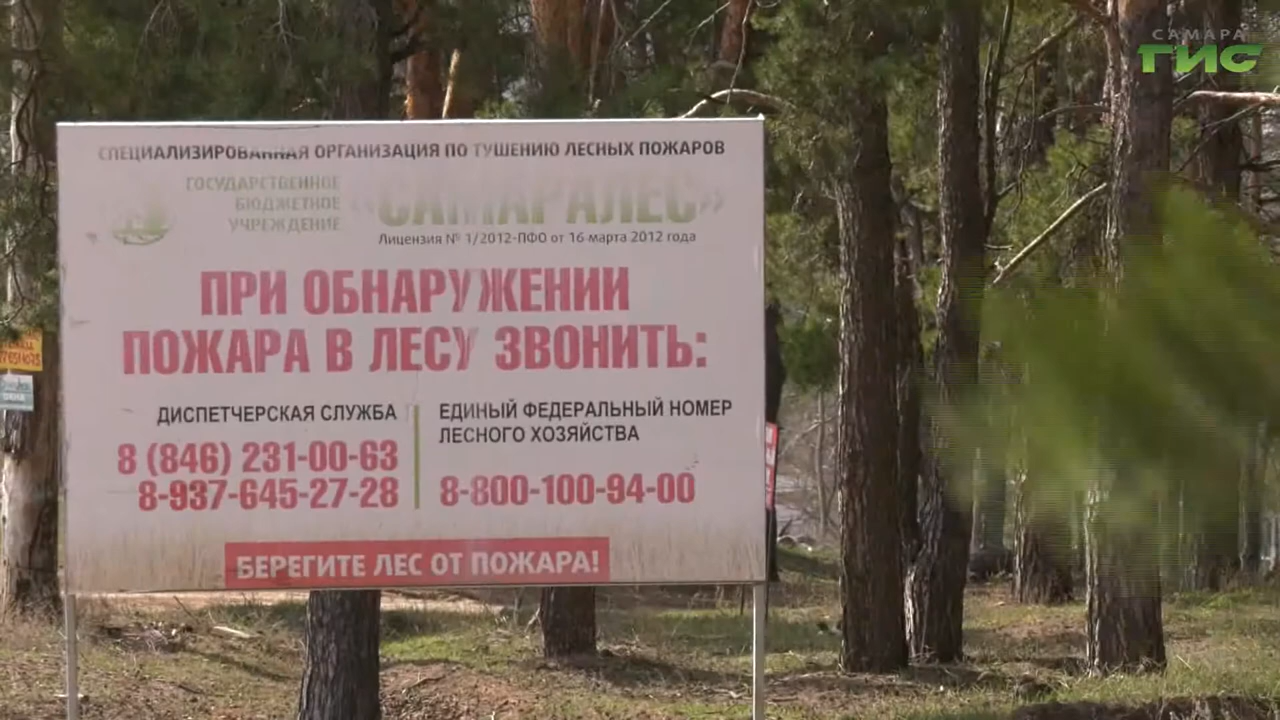 САМАРА
ГИС
СПЕЦИАЛИЗИРОВАННАЯ ОРГАНИЗАЦИЯ ПО ТУШЕНИЮ ЛЕСНЫХ ПОЖАРОВ
ГОСУДАРСТВЕННОЕ
БЮДЖЕТНОЕ
УЧРЕЖДЕНИЕ
«САМАРАЛЕС»
Лицензия № 1/2012-ПФО от 16 марта 2012 года
ПРИ ОБНАРУЖЕНИИ
ПОЖАРА В ЛЕСУ ЗВОНИТЬ:
ДИСПЕТЧЕРСКАЯ СЛУЖБА
8 (846) 231-00-63
8-937-645-27-28
ЕДИНЫЙ ФЕДЕРАЛЬНЫЙ НОМЕР
ЛЕСНОГО ХОЗЯЙСТВА
8-800-100-94-00
БЕРЕГИТЕ ЛЕС ОТ ПОЖАРА!